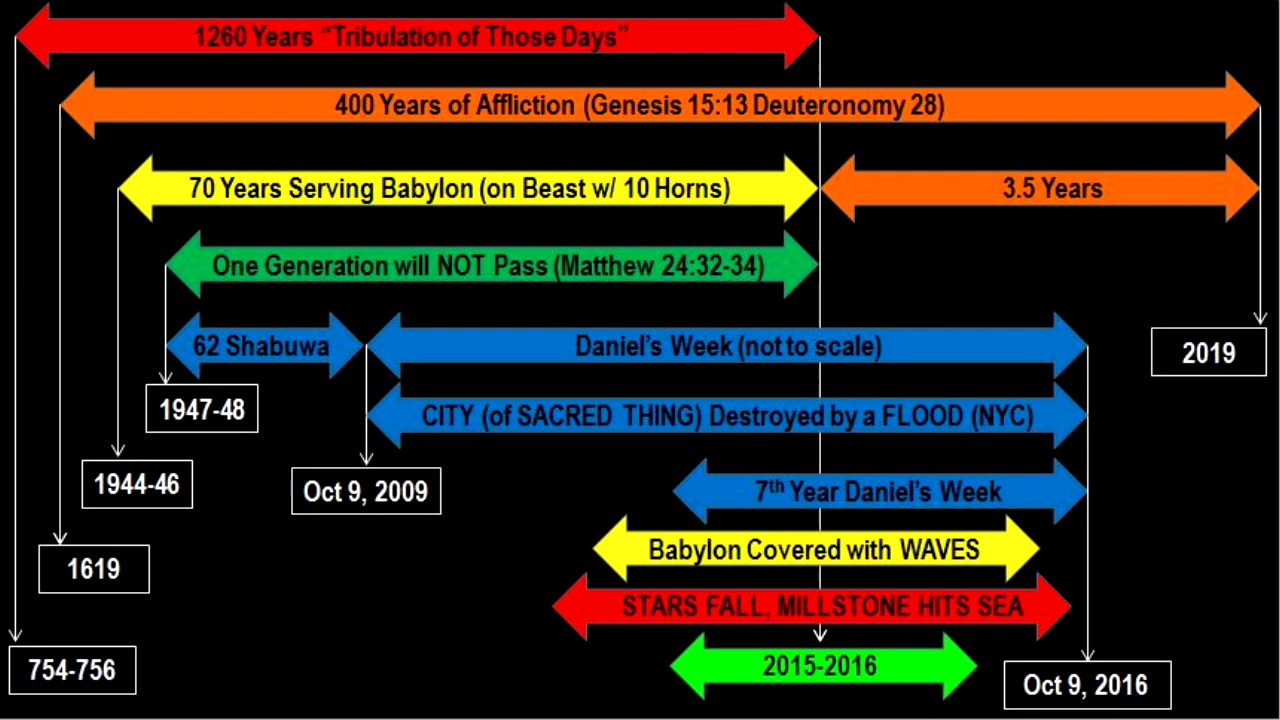 1260 Years “Tribulation of Those Days”
400 Years of Affliction (Genesis 15:13 Deuteronomy 28)
70 Years Serving Babylon (on Beast w/ 10 Horns)
3.5 Years
One Generation will NOT Pass (Matthew 24:32-34)
62 Shabuwa
Daniel’s Week (not to scale)
2019
1947-48
CITY (of SACRED THING) Destroyed by a FLOOD (NYC)
1944-46
Oct 9, 2009
7th Year Daniel’s Week
Babylon Covered with WAVES
1619
STARS FALL, MILLSTONE HITS SEA
754-756
2015-2016
Oct 9, 2016